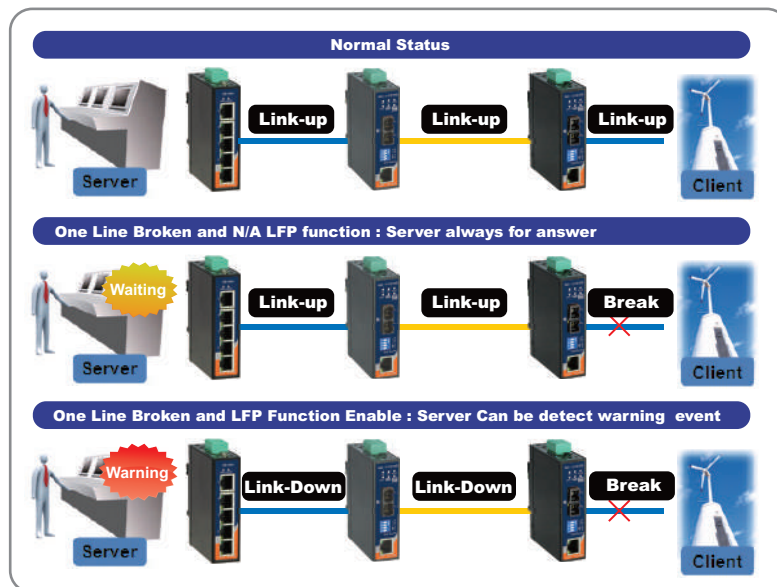 Normal Status
Link-up
Link-up
Link-up
Server
Client
One Line Broken and N/A LFP function : Server always for answer
Waiting
Link-up
Link-up
Break
Server
Client
One Line Broken and LFP Function Enable : Server Can be detect warning event
Warning
Link-Down
Link-Down
Break
Server
Client